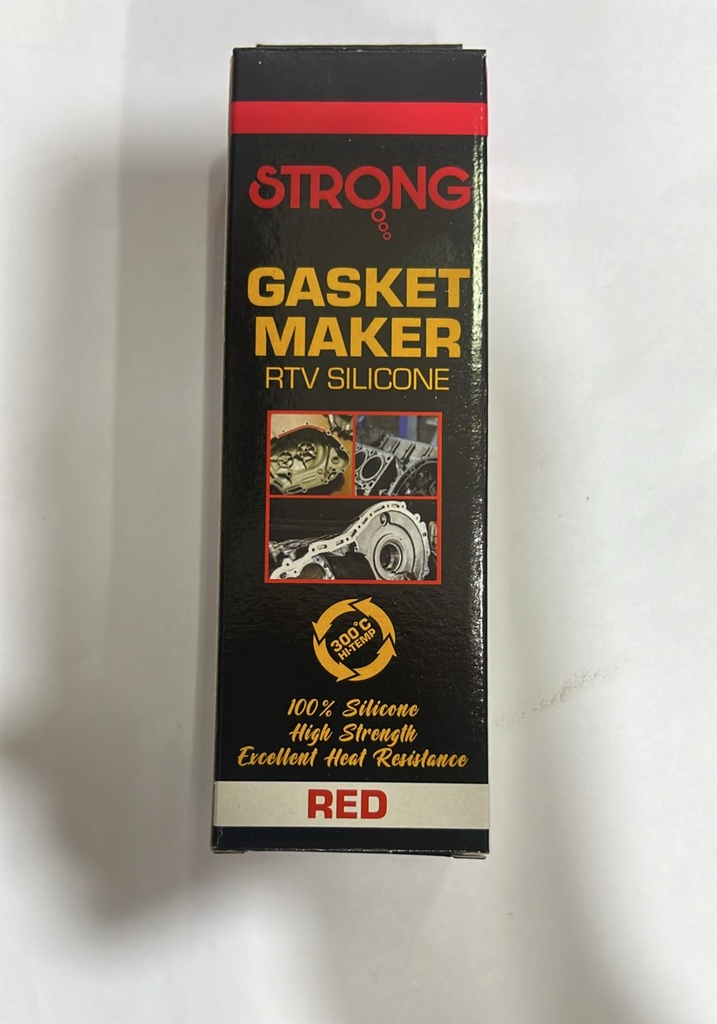 STRONG
GASKET
MAKER
RTV SILICONE
300°C
HI-TEMP
100% Silicone
High Strength
Excellent Heat Resistance
RED